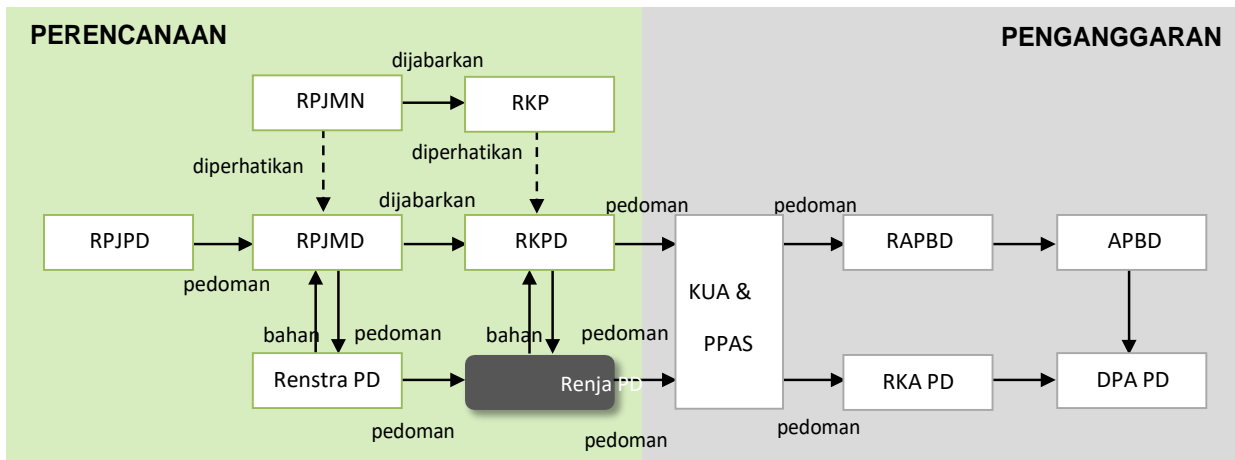 PERENCANAAN
PENGANGGARAN
dijabarkan
RPJMN
RKP
diperhatikan
diperhatikan
dijabarkan
pedoman
pedoman
RPJPD
RPJMD
RKPD
RAPBD
APBD
pedoman
KUA &
PPAS
bahan
pedoman
bahan
pedoman
Renstra PD
Renja PD
RKA PD
DPA PD
pedoman
pedoman
pedoman